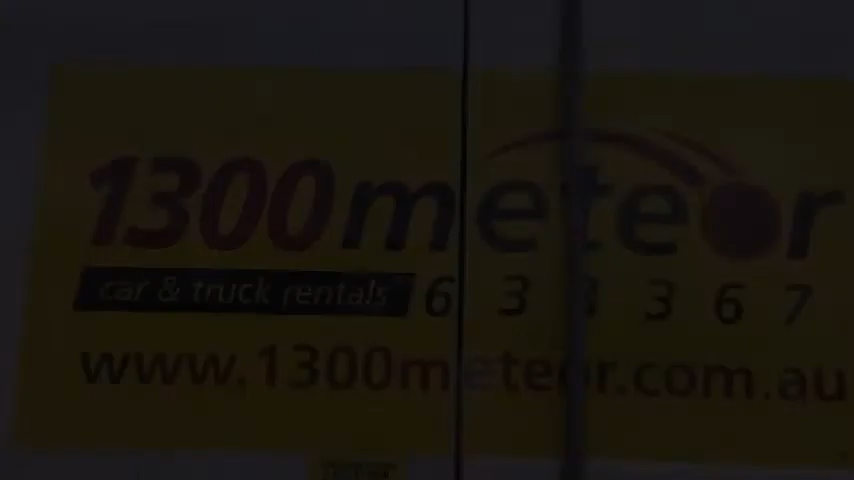 1300meteor
car & truck rentals 6 3 8 3 6 7
www.1300meteor.com.au